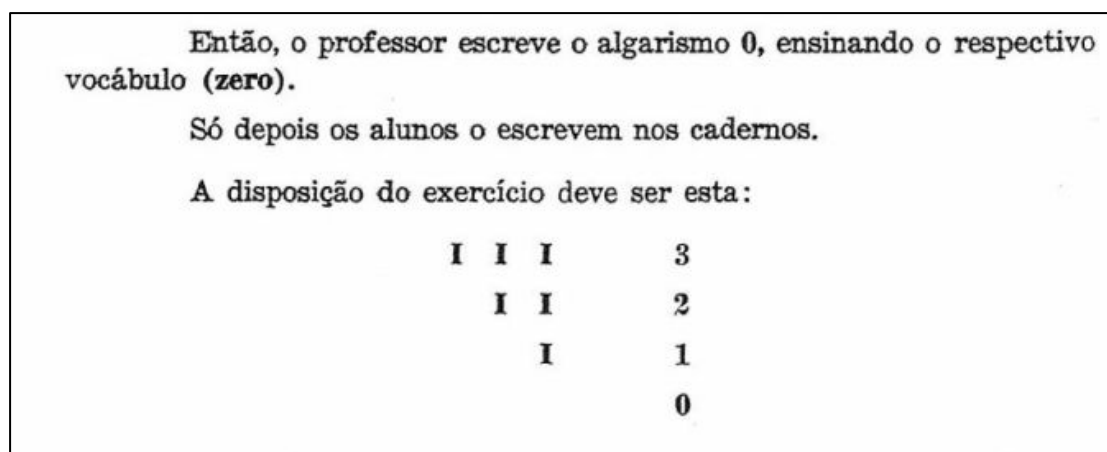 Então, o professor escreve o algarismo 0, ensinando o respectivo
vocábulo (zero).
Só depois os alunos o escrevem nos cadernos.
A disposição do exercício deve ser esta:
I I I 3
I I 2
I 1
0